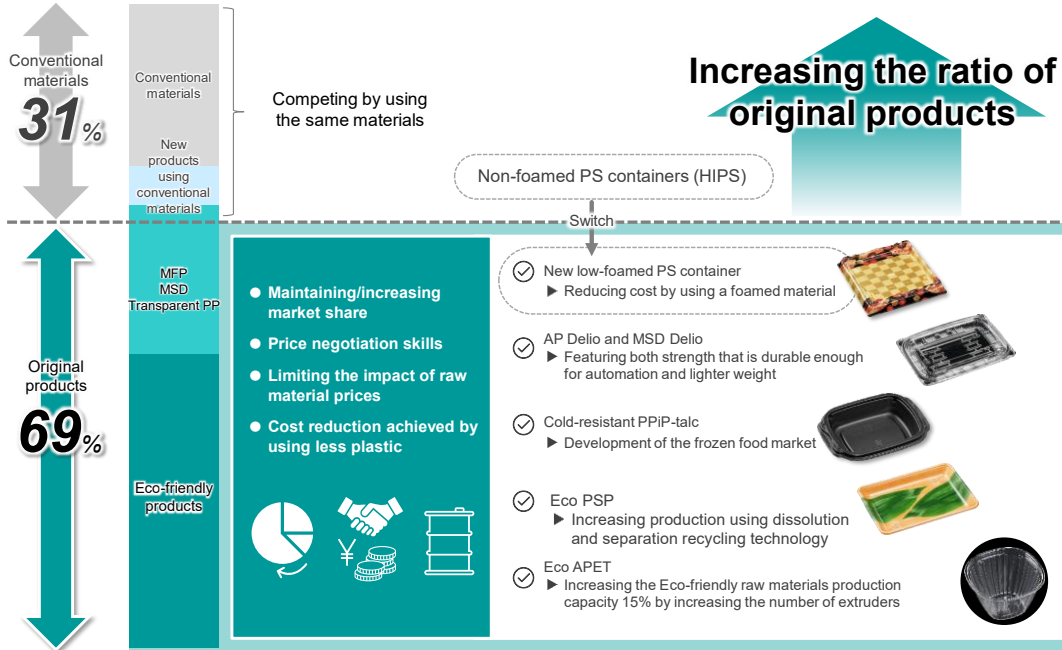 Conventional
materials
31%
Conventional
materials
New
products
using
conventional
materials
Competing by using
the same materials
Increasing the ratio of
original products
Non-foamed PS containers (HIPS)
Switch
Original
products
69%
MFP
MSD
Transparent PP
Eco-friendly
products
● Maintaining/increasing
market share
● Price negotiation skills
● Limiting the impact of raw
material prices
● Cost reduction achieved by
using less plastic
¥
New low-foamed PS container
▶ Reducing cost by using a foamed material
AP Delio and MSD Delio
▶ Featuring both strength that is durable enough
for automation and lighter weight
Cold-resistant PPiP-talc
▶ Development of the frozen food market
Eco PSP
▶ Increasing production using dissolution
and separation recycling technology
Eco APET
▶ Increasing the Eco-friendly raw materials production
capacity 15% by increasing the number of extruders